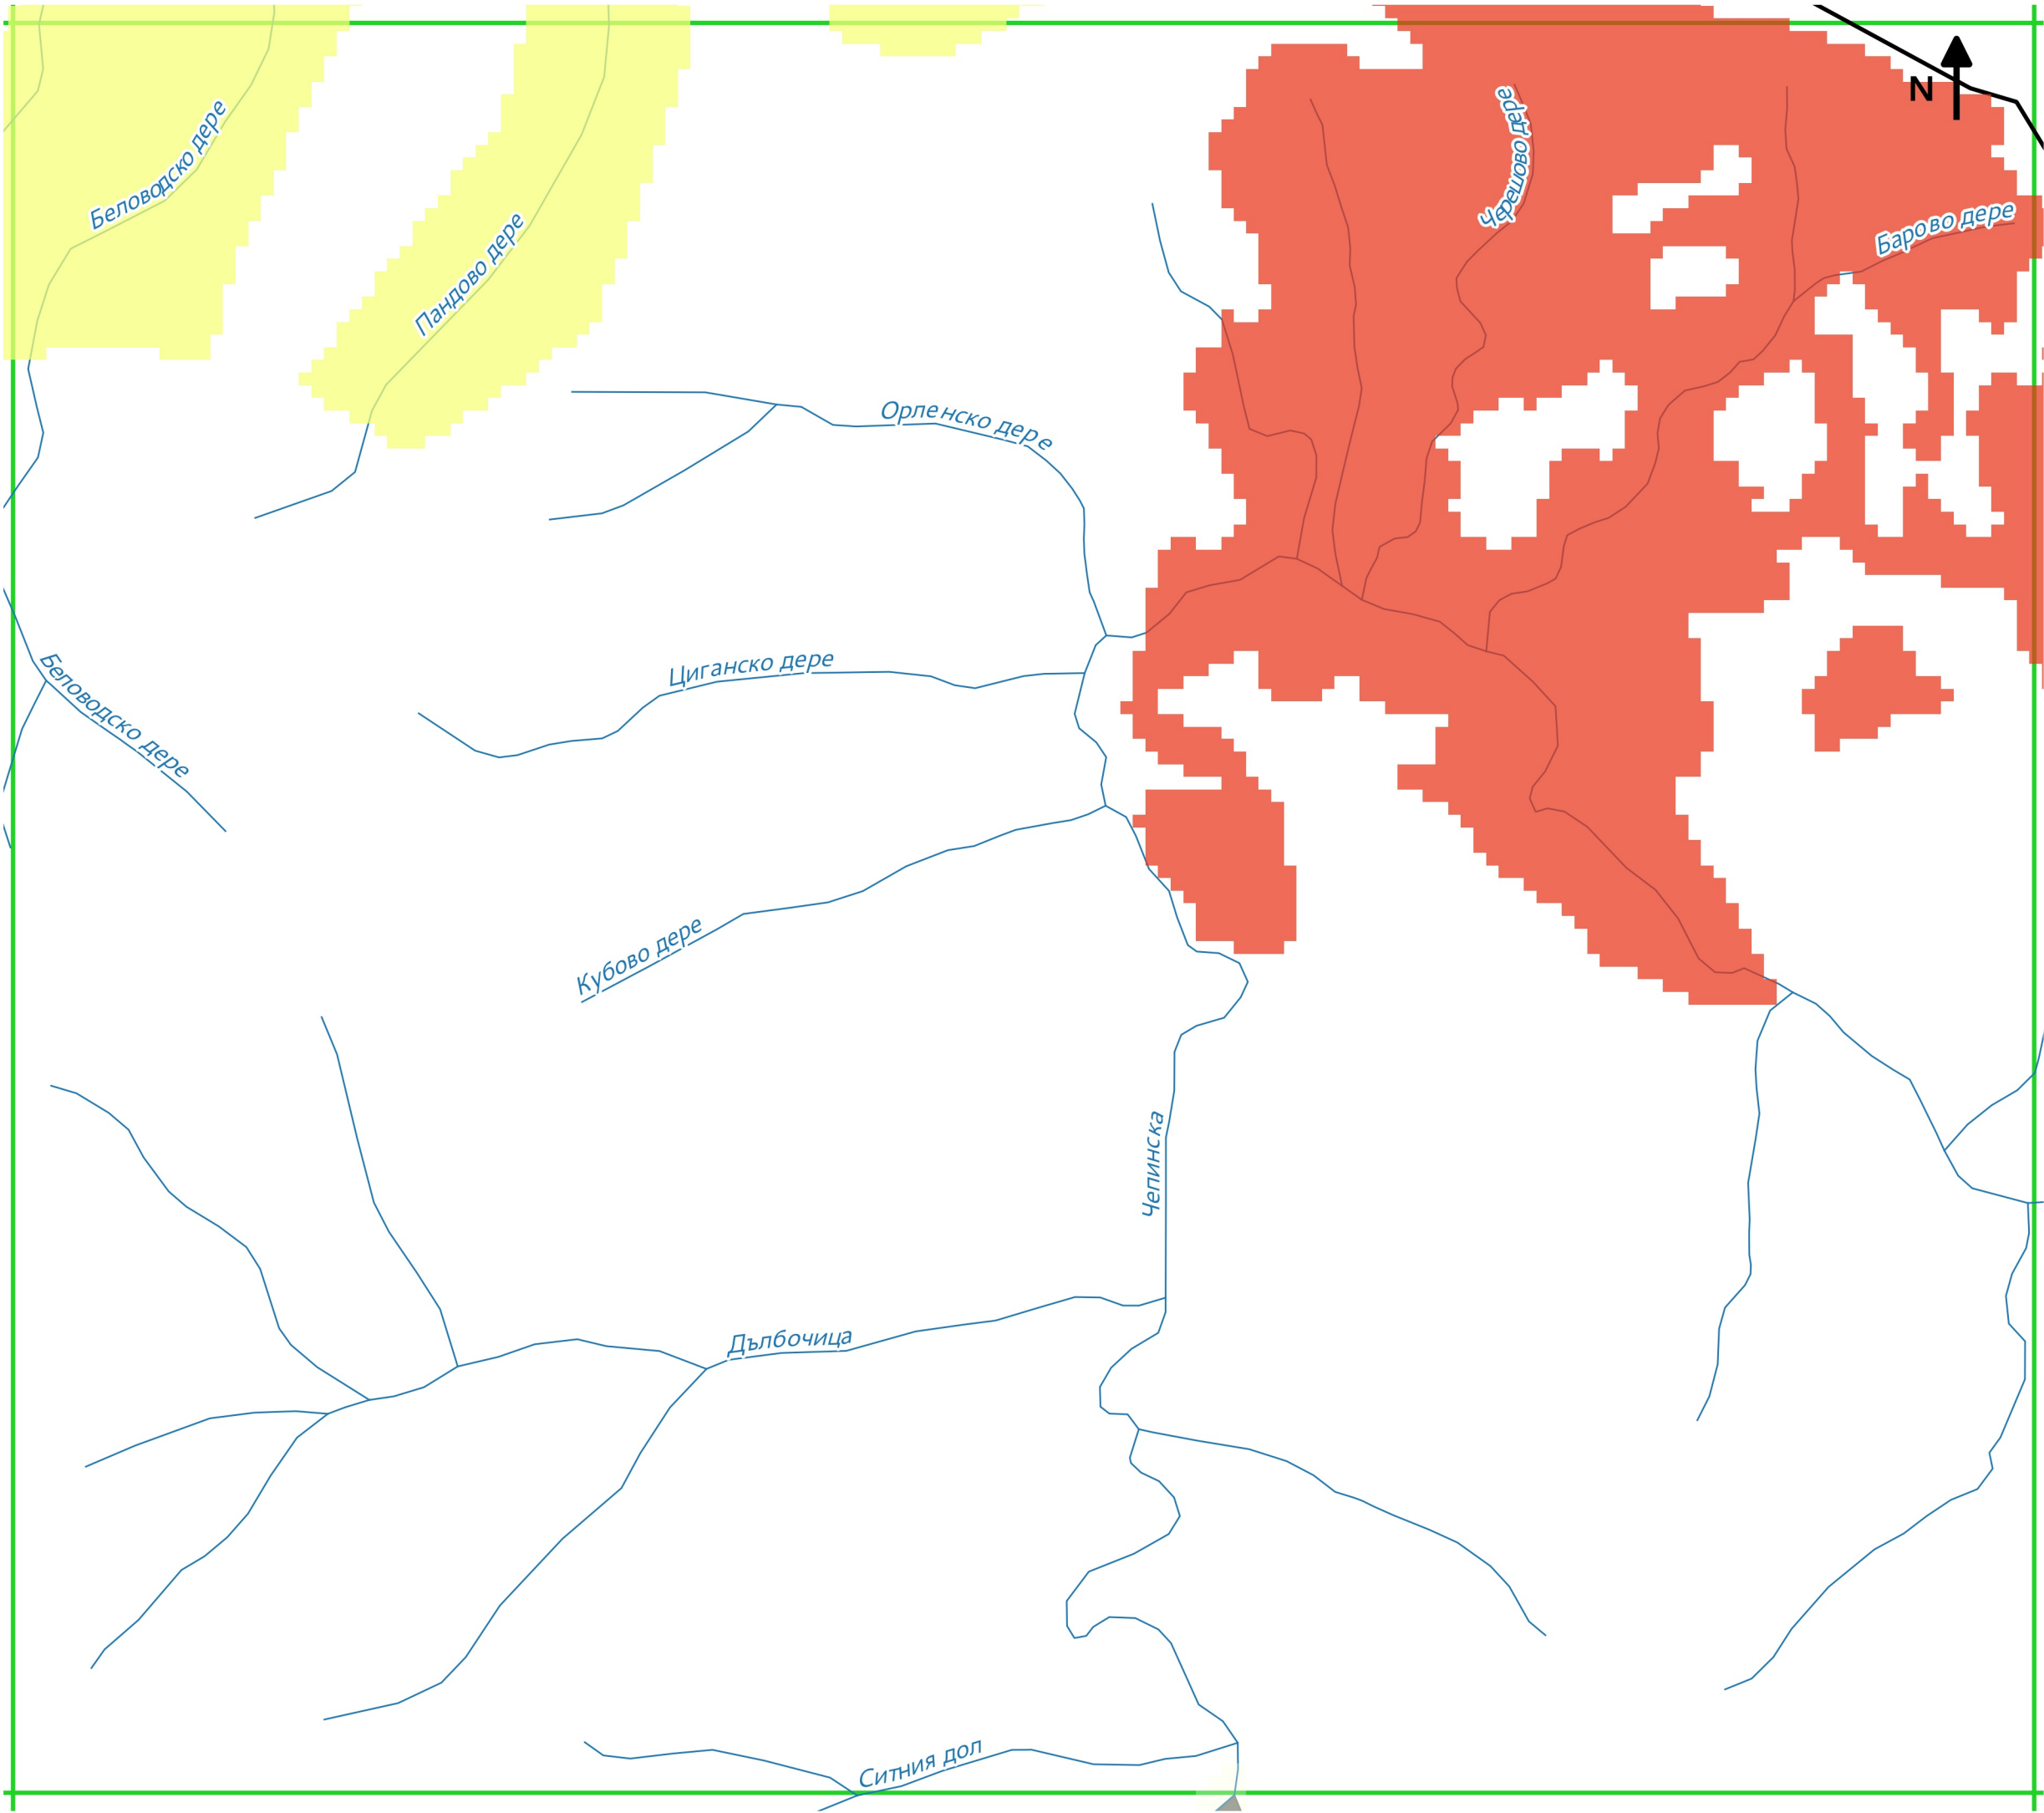 N
Беловодско дере
Пандово дере
Черешово дере
Барово дере
Орленско дере
Циганско дере
Беловодско дере
Кубово дере
Чепинска
Дълбочица
Ситния дол